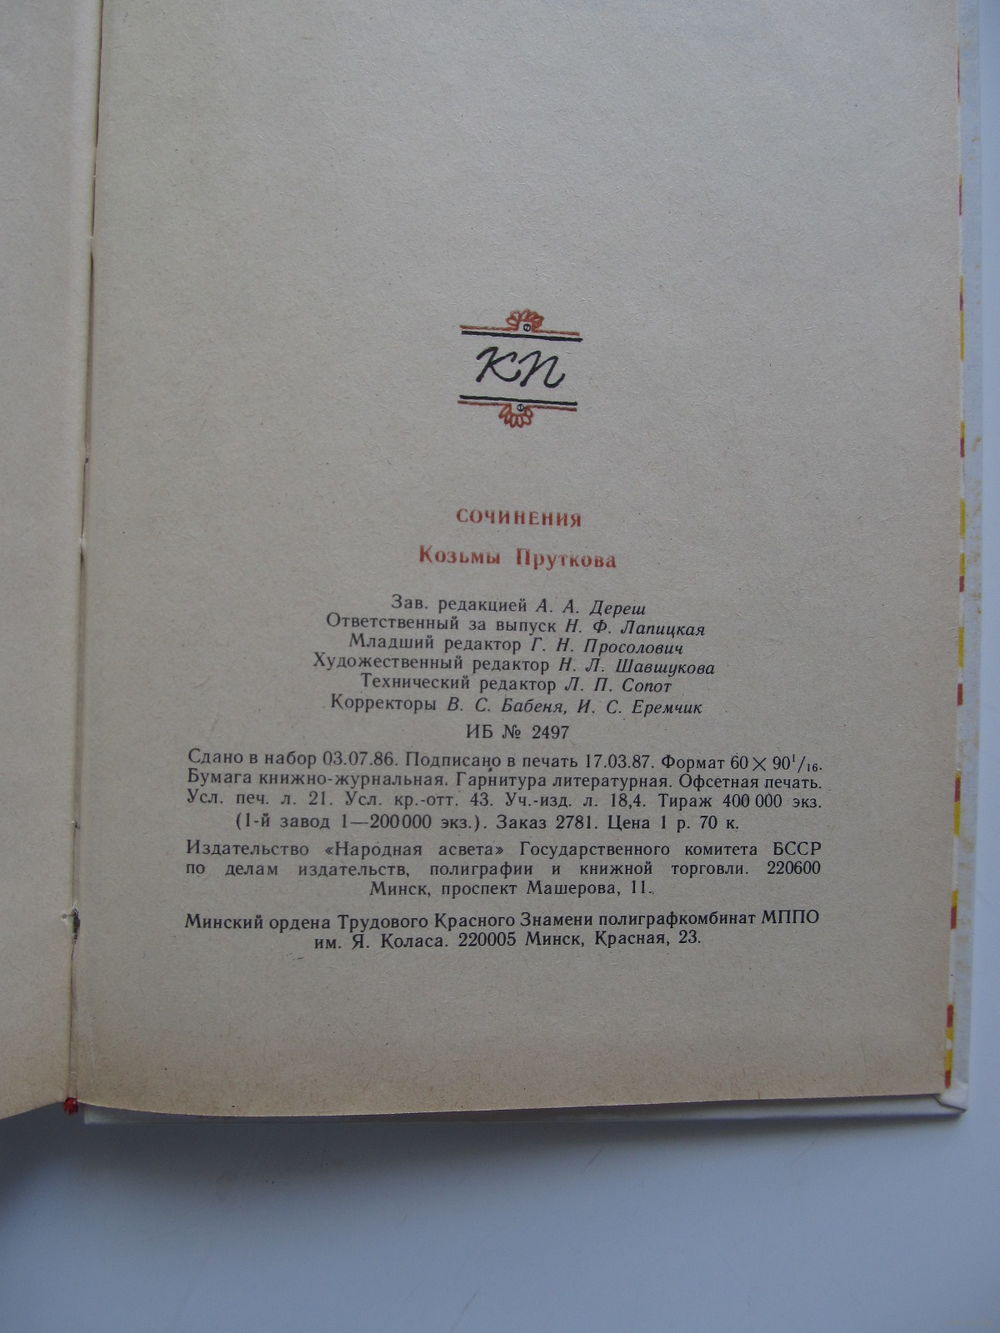 КП
СОЧИНЕНИЯ
Козьмы Пруткова
Зав. редакцией А. А. Дереш
Ответственный за выпуск Н. Ф. Лапицкая
Младший редактор Г. Н. Просолович
Художественный редактор Н. Л. Шавшукова
Технический редактор Л. П. Сопот
Корректоры В. С. Бабеня, И. С. Еремчик
ИБ № 2497
Сдано в набор 03.07.86. Подписано в печать 17.03.87. Формат 60 × 90¹/₁₆.
Бумага книжно-журнальная. Гарнитура литературная. Офсетная печать.
Усл. печ. л. 21. Усл. кр.-отт. 43. Уч.-изд. л. 18,4. Тираж 400 000 экз.
(1-й завод 1—200000 экз.). Заказ 2781. Цена 1 р. 70 к.
Издательство «Народная асвета» Государственного комитета БССР
по делам издательств, полиграфии и книжной торговли. 220600
Минск, проспект Машерова, 11.
Минский ордена Трудового Красного Знамени полиграфкомбинат МППО
им. Я. Коласа. 220005 Минск, Красная, 23.